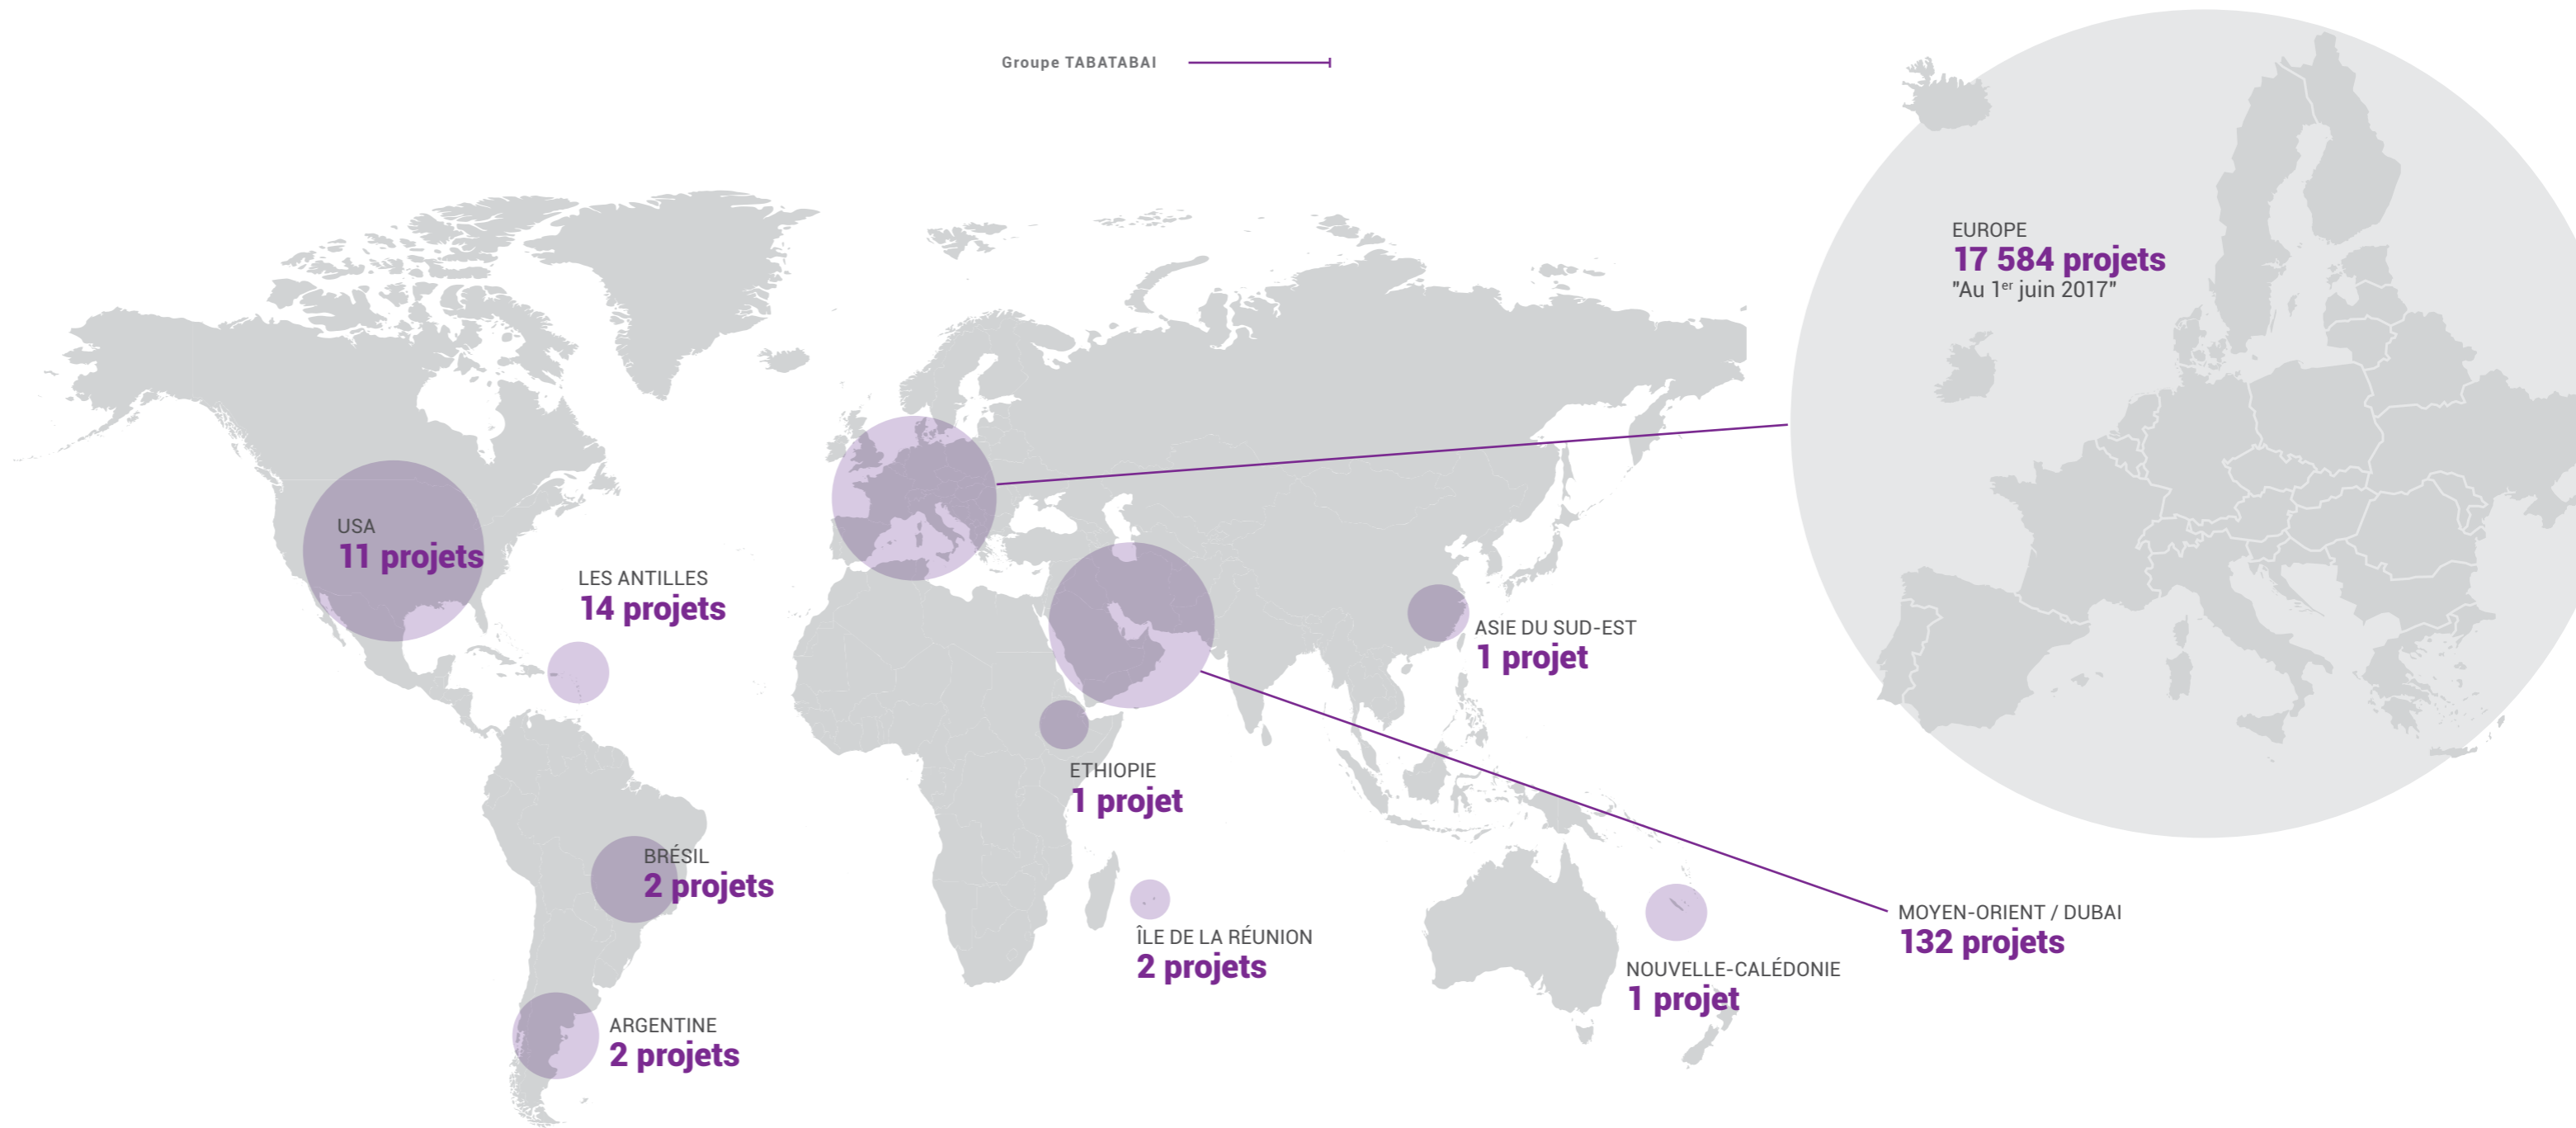 Groupe TABATABAI
EUROPE
17 584 projets
"Au 1er juin 2017"
USA
11 projets
LES ANTILLES
14 projets
ASIE DU SUD-EST
1 projet
ETHIOPIE
1 projet
BRÉSIL
2 projets
ÎLE DE LA RÉUNION
2 projets
MOYEN-ORIENT / DUBAI
132 projets
NOUVELLE-CALÉDONIE
1 projet
ARGENTINE
2 projets